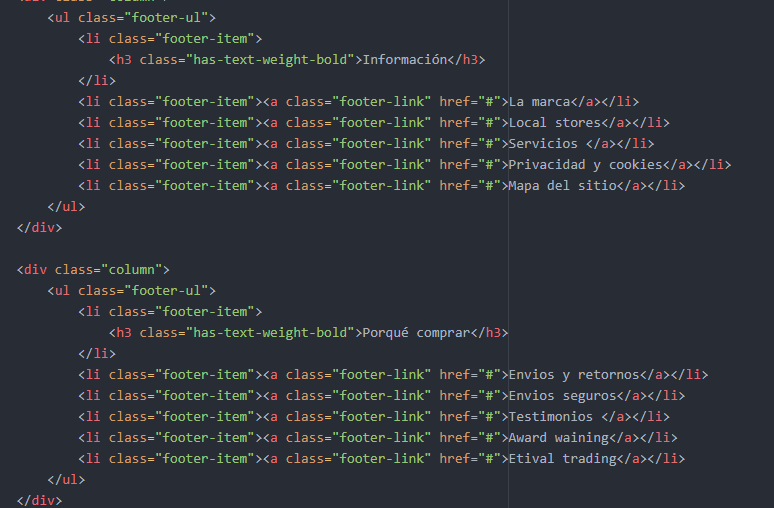 <div class="column">
<ul class="footer-ul">
<li class="footer-item">
<h3 class="has-text-weight-bold">Información</h3>
</li>
<li class="footer-item"><a class="footer-link" href="#">La marca</a></li>
<li class="footer-item"><a class="footer-link" href="#">Local stores</a></li>
<li class="footer-item"><a class="footer-link" href="#">Servicios </a></li>
<li class="footer-item"><a class="footer-link" href="#">Privacidad y cookies</a></li>
<li class="footer-item"><a class="footer-link" href="#">Mapa del sitio</a></li>
</ul>
</div>
<div class="column">
<ul class="footer-ul">
<li class="footer-item">
<h3 class="has-text-weight-bold">Porqué comprar</h3>
</li>
<li class="footer-item"><a class="footer-link" href="#">Envios y retornos</a></li>
<li class="footer-item"><a class="footer-link" href="#">Envios seguros</a></li>
<li class="footer-item"><a class="footer-link" href="#">Testimonios </a></li>
<li class="footer-item"><a class="footer-link" href="#">Award waining</a></li>
<li class="footer-item"><a class="footer-link" href="#">Etival trading</a></li>
</ul>
</div>